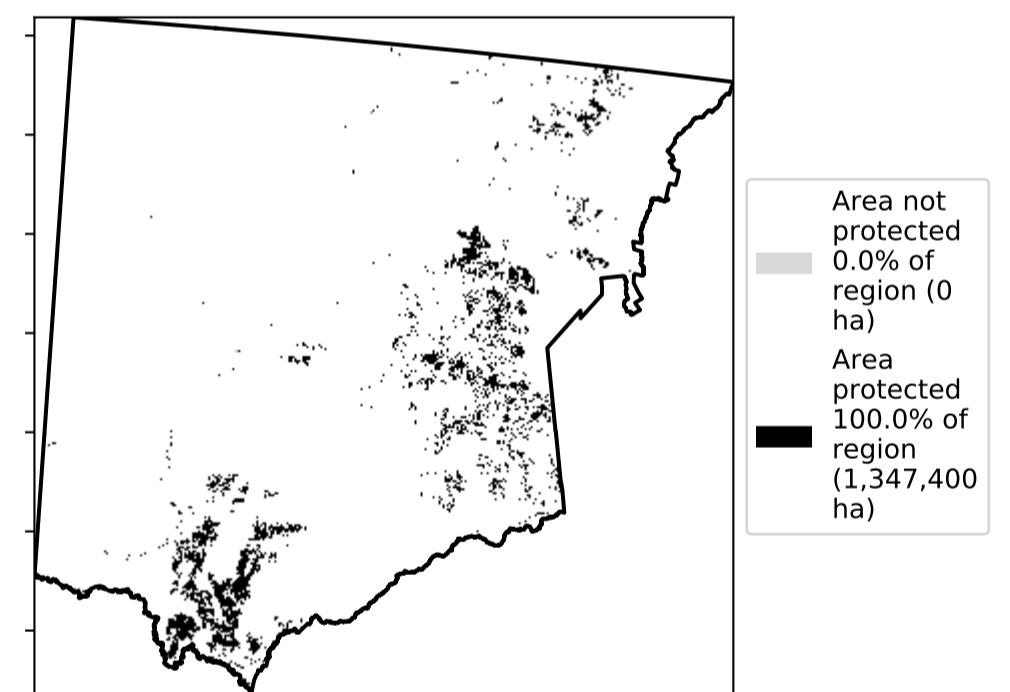 Area not
protected
0.0% of
region (0
ha)
Area
protected
100.0% of
region
(1,347,400
ha)